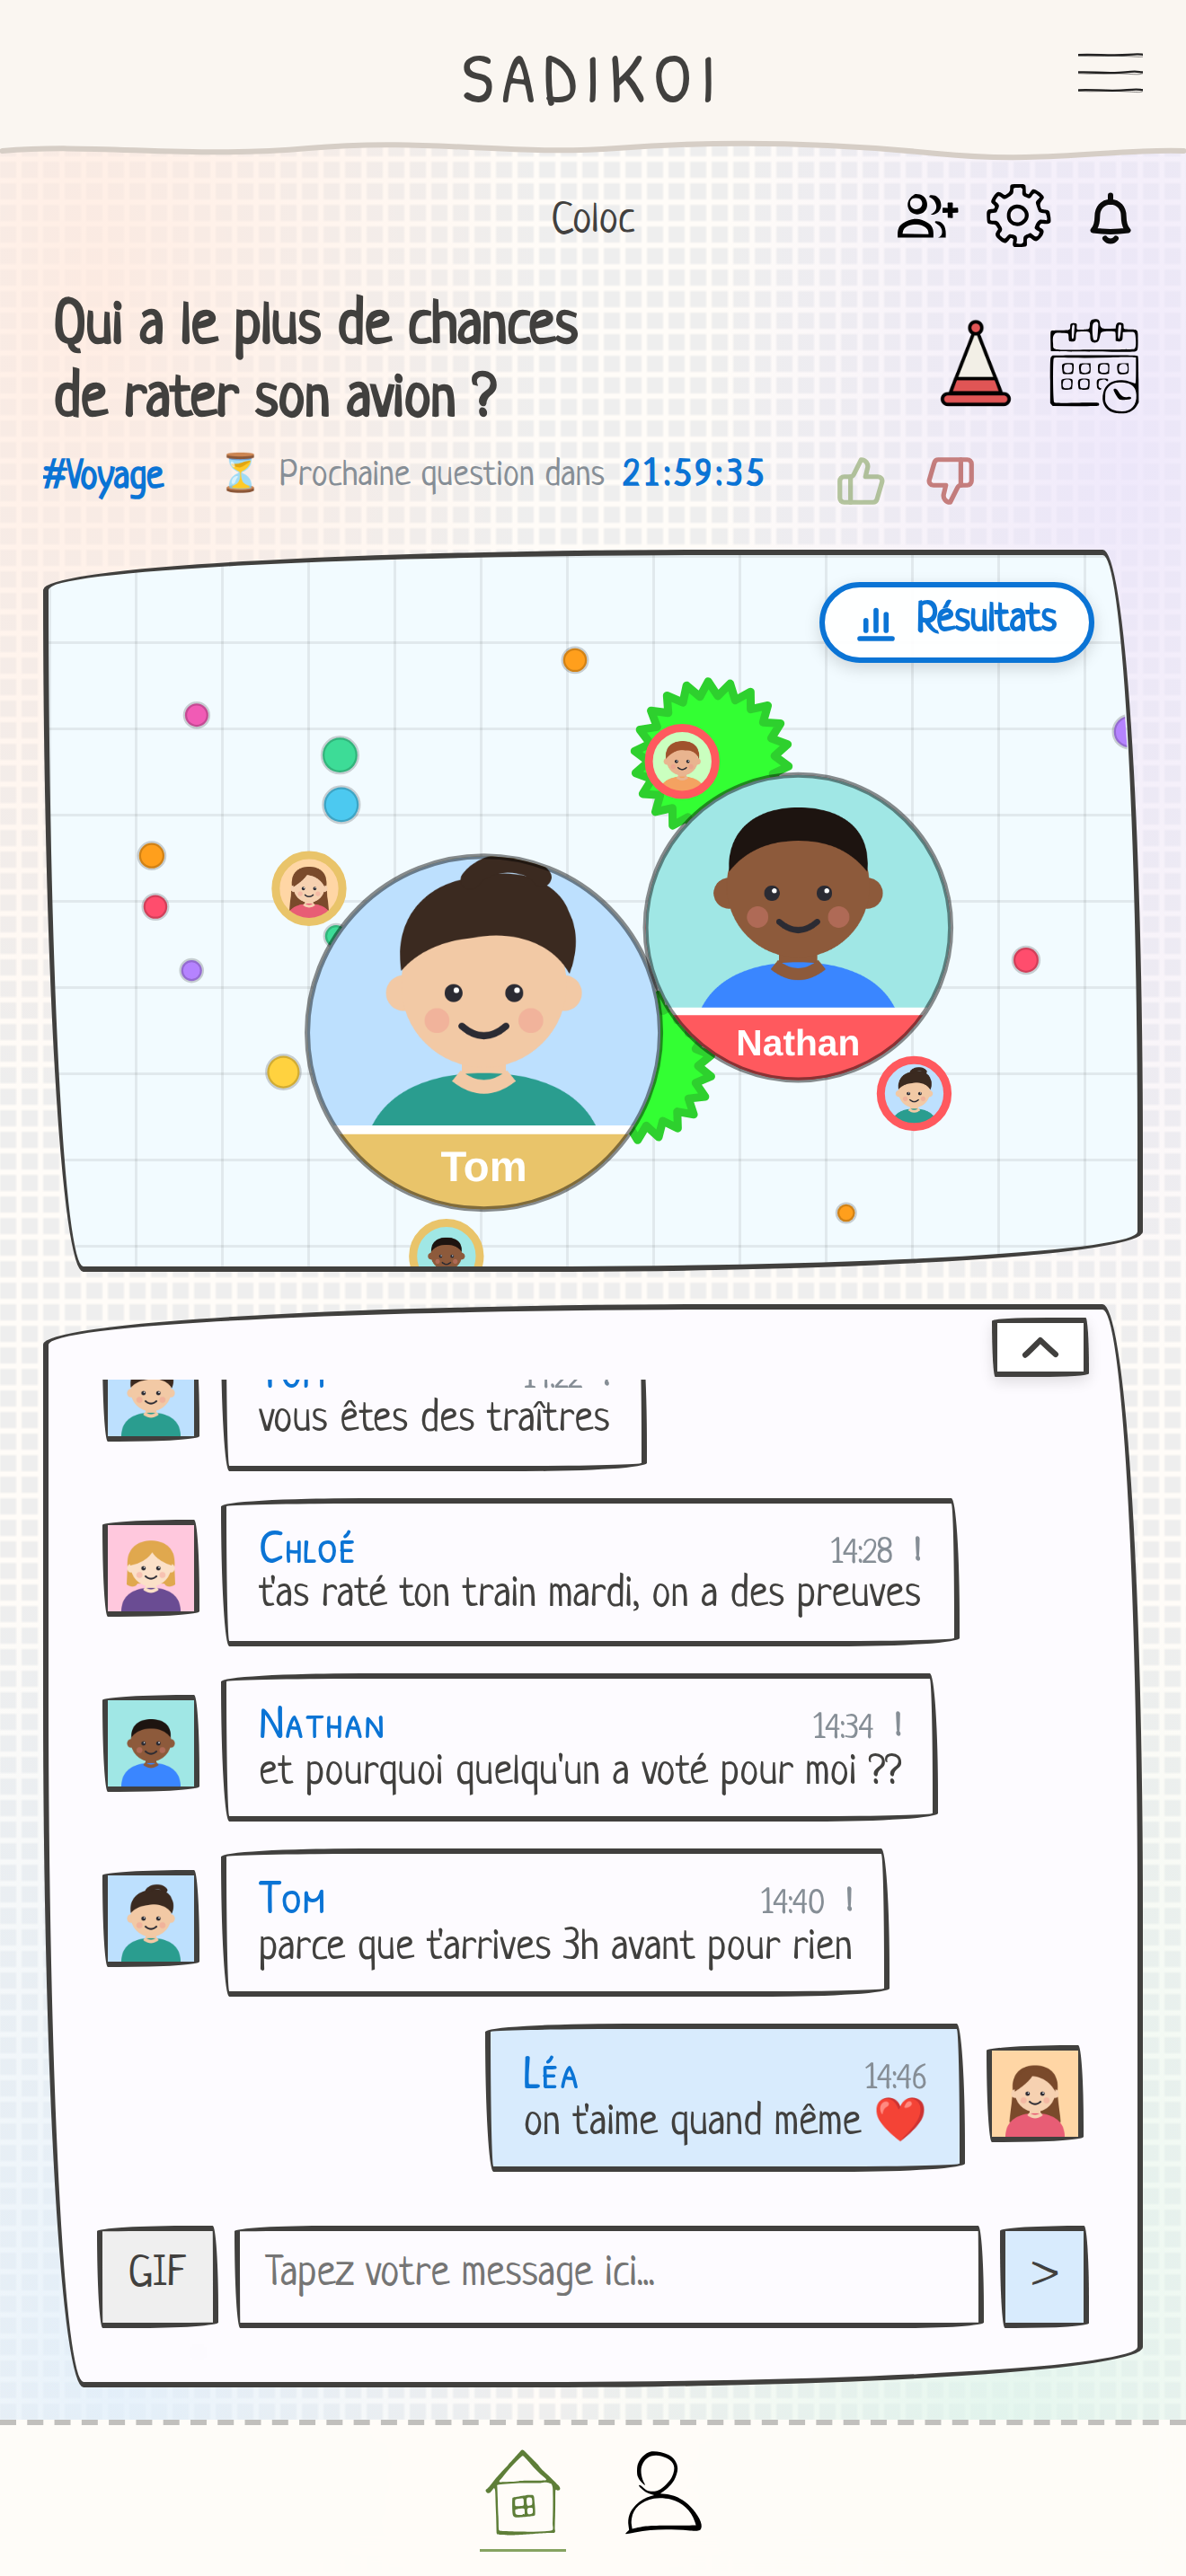 SADIKOI
Coloc
Qui a le plus de chances
de rater son avion ?
#Voyage
Prochaine question dans 21:59:35
Résultats
Nathan
Tom
Tom 14:22 !
vous êtes des traîtres
Chloé 14:28 !
t'as raté ton train mardi, on a des preuves
Nathan 14:34 !
et pourquoi quelqu'un a voté pour moi ??
Tom 14:40 !
parce que t'arrives 3h avant pour rien
Léa 14:46
on t'aime quand même ❤️
GIF
Tapez votre message ici...
>